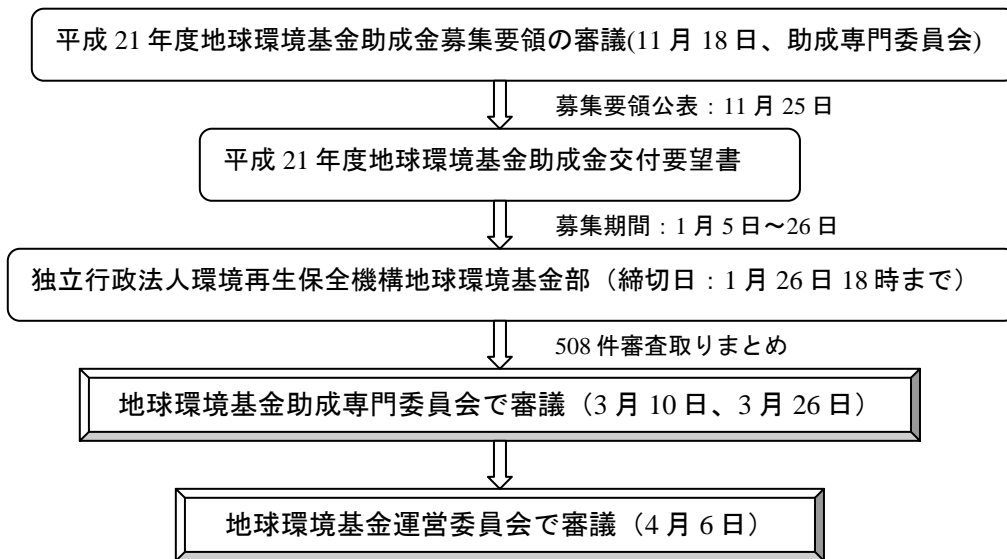 平成 21 年度地球環境基金助成金募集要領の審議(11 月 18 日、助成専門委員会)
募集要領公表：11 月 25 日
平成 21 年度地球環境基金助成金交付要望書
募集期間：1 月 5 日～26 日
独立行政法人環境再生保全機構地球環境基金部（締切日：1 月 26 日 18 時まで）
508 件審査取りまとめ
地球環境基金助成専門委員会で審議（3 月 10 日、3 月 26 日）
地球環境基金運営委員会で審議（4 月 6 日）